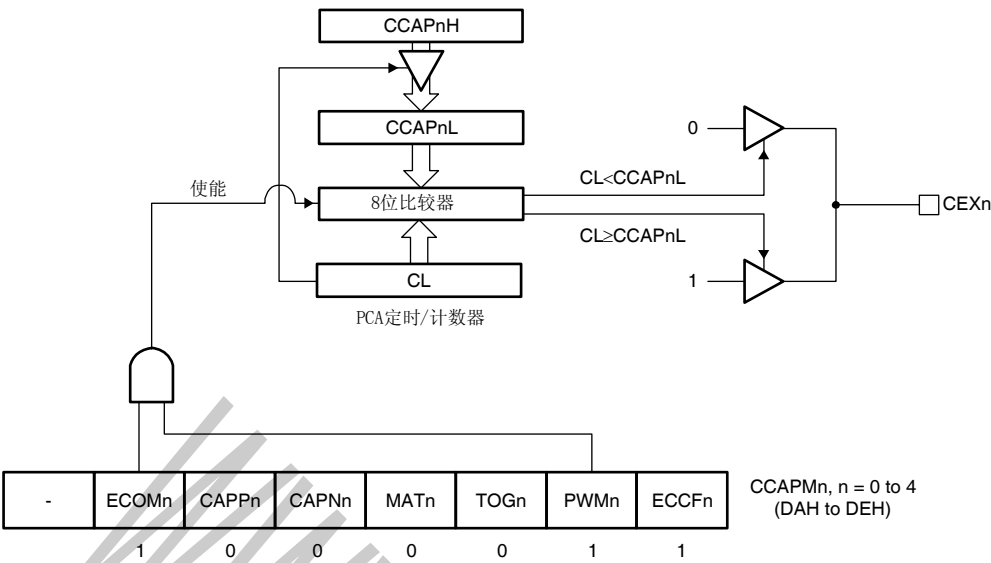 CCAPnH
CCAPnL
0
使能
8位比较器
CL<CCAPnL
CEXn
CL≥CCAPnL
CL
1
PCA定时/计数器
- ECOMn CAPPn CAPNn MATn TOGn PWMn ECCFn
CCAPMn, n = 0 to 4
(DAH to DEH)
1 0 0 0 0 1 1